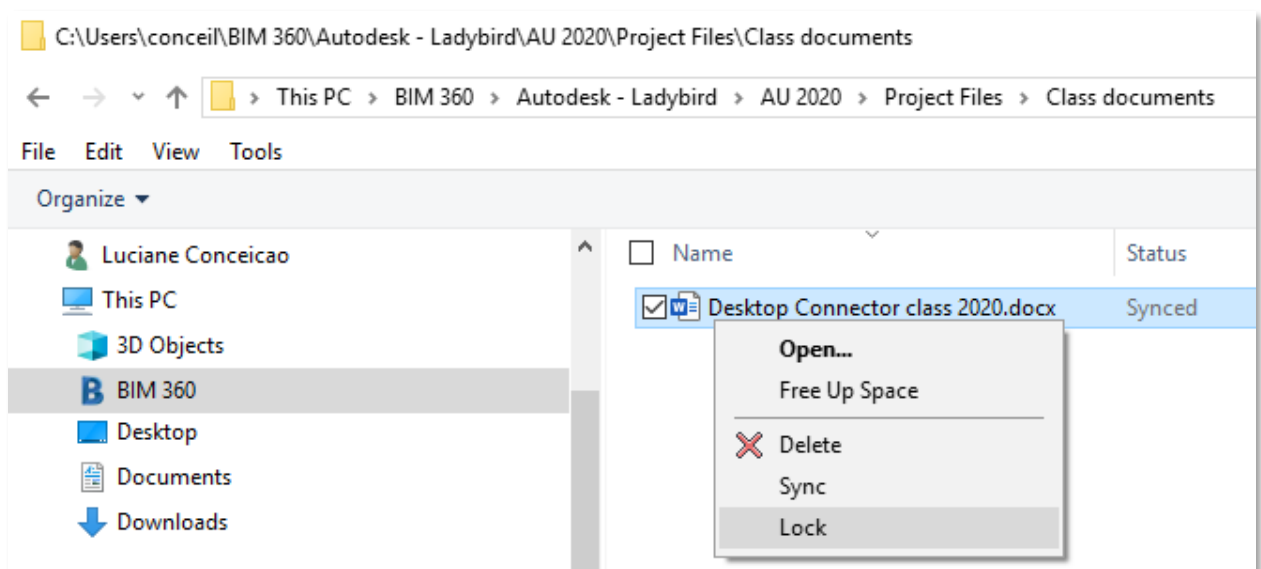 C:\Users\conceil\BIM 360\Autodesk - Ladybird\AU 2020\Project Files\Class documents
This PC > BIM 360 > Autodesk - Ladybird > AU 2020 > Project Files > Class documents
File Edit View Tools
Organize
Luciane Conceicao
This PC
3D Objects
BIM 360
Desktop
Documents
Downloads
Name Status
Desktop Connector class 2020.docx Synced
Open...
Free Up Space
Delete
Sync
Lock